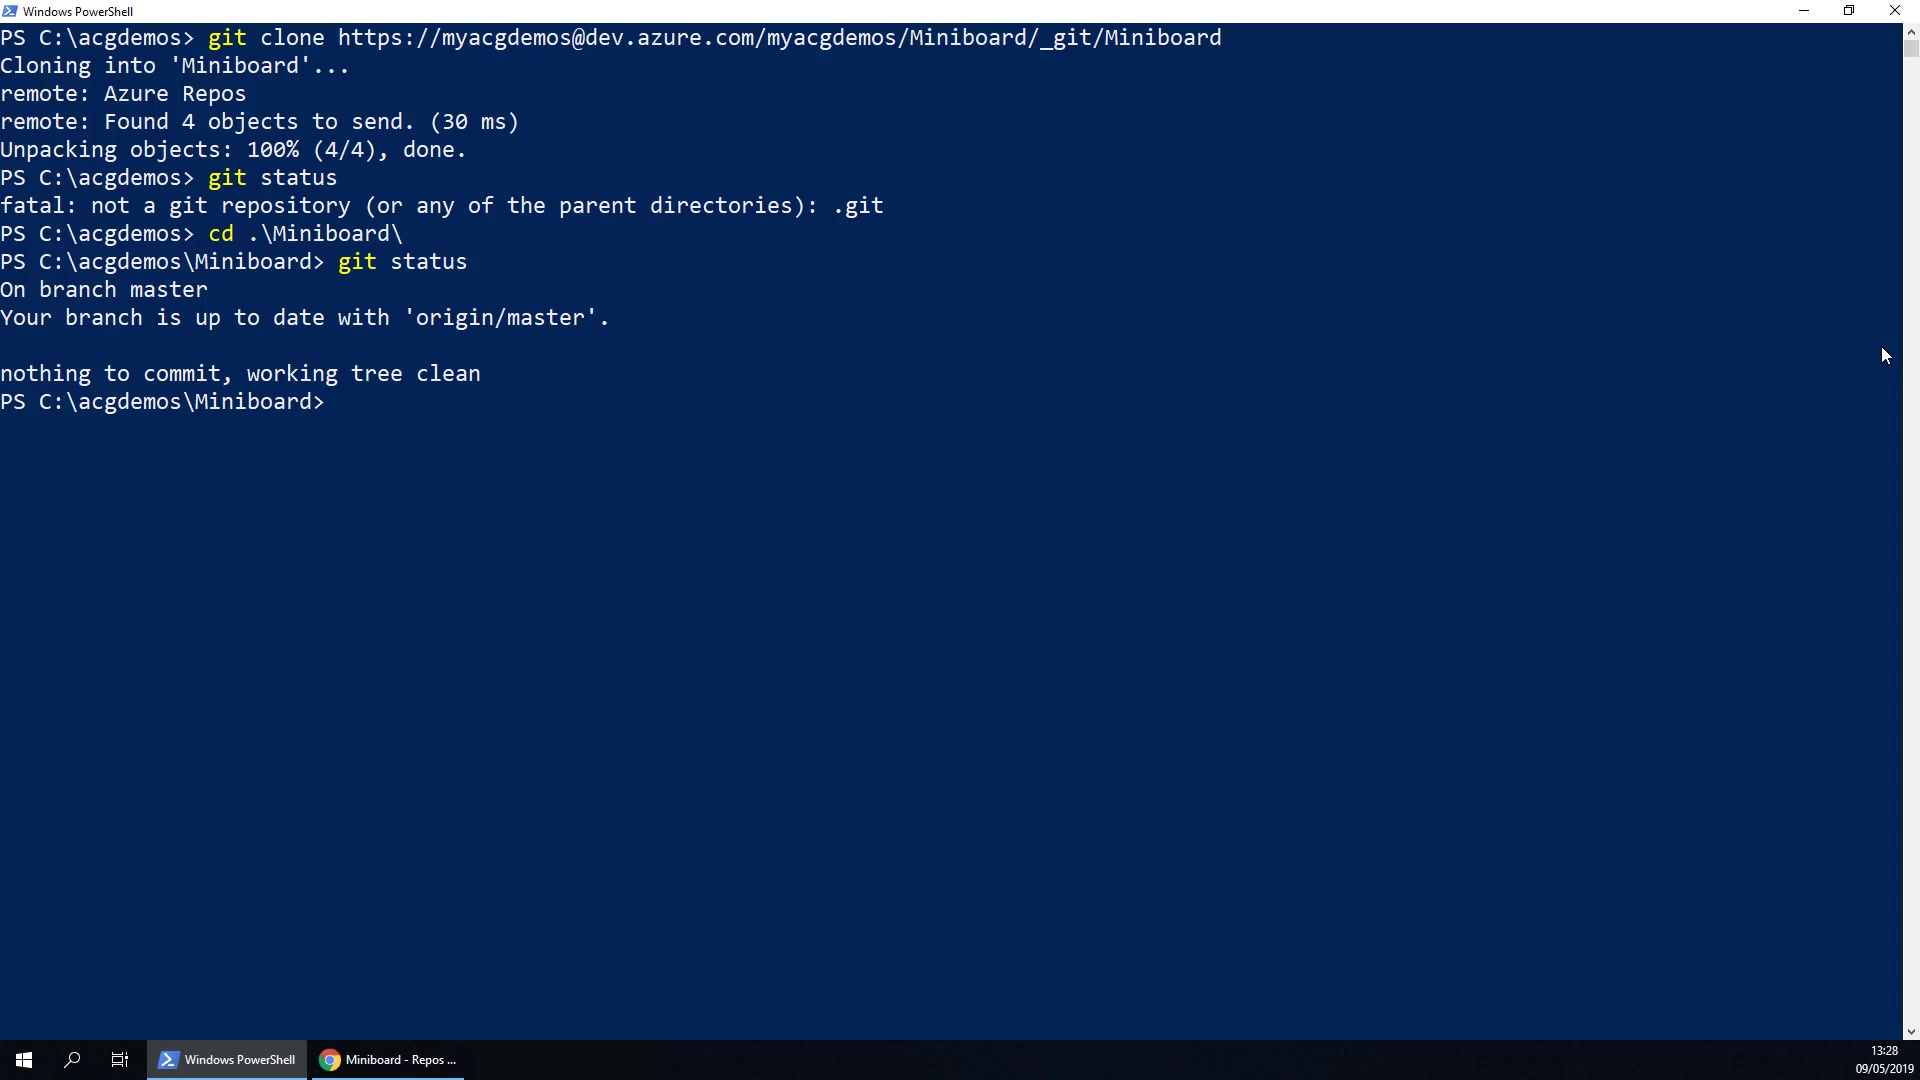 Windows PowerShell
PS C:\acgdemos> git clone https://myacgdemos@dev.azure.com/myacgdemos/Miniboard/_git/Miniboard
Cloning into 'Miniboard'...
remote: Azure Repos
remote: Found 4 objects to send. (30 ms)
Unpacking objects: 100% (4/4), done.
PS C:\acgdemos> git status
fatal: not a git repository (or any of the parent directories): .git
PS C:\acgdemos> cd .\Miniboard\
PS C:\acgdemos\Miniboard> git status
On branch master
Your branch is up to date with 'origin/master'.
nothing to commit, working tree clean
PS C:\acgdemos\Miniboard>
Windows PowerShell
Miniboard - Repos ...
13:28
09/05/2019